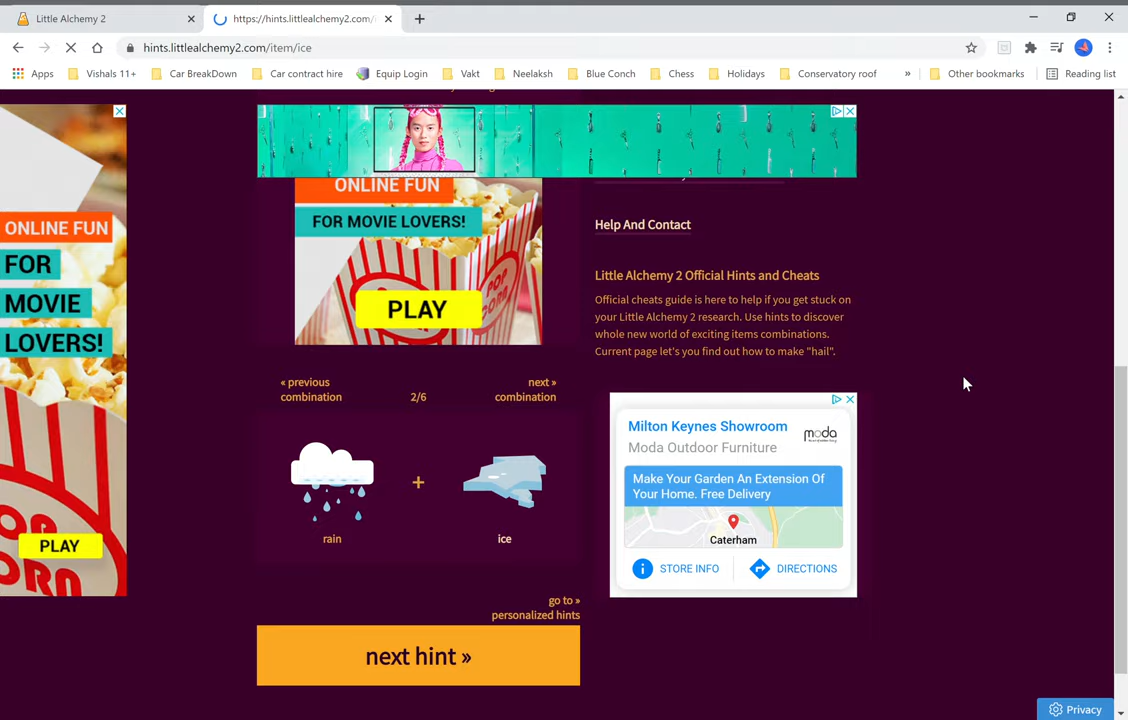 Little Alchemy 2
https://hints.littlealchemy2.com/i
hints.littlealchemy2.com/item/ice
Apps
Vishals 11+
Car BreakDown
Car contract hire
Equip Login
Vakt
Neelaksh
Blue Conch
Chess
Holidays
Conservatory roof
»
Other bookmarks
Reading list
ONLINE FUN
FOR
MOVIE
LOVERS!
PLAY
ONLINE FUN
FOR MOVIE LOVERS!
PLAY
« previous
combination
2/6
next »
combination
rain
+
ice
go to »
personalized hints
next hint »
Help And Contact
Little Alchemy 2 Official Hints and Cheats
Official cheats guide is here to help if you get stuck on
your Little Alchemy 2 research. Use hints to discover
whole new world of exciting items combinations.
Current page let's you find out how to make "hail".
Milton Keynes Showroom
Moda Outdoor Furniture
moda
Make Your Garden An Extension Of
Your Home. Free Delivery
Caterham
STORE INFO
DIRECTIONS
Privacy